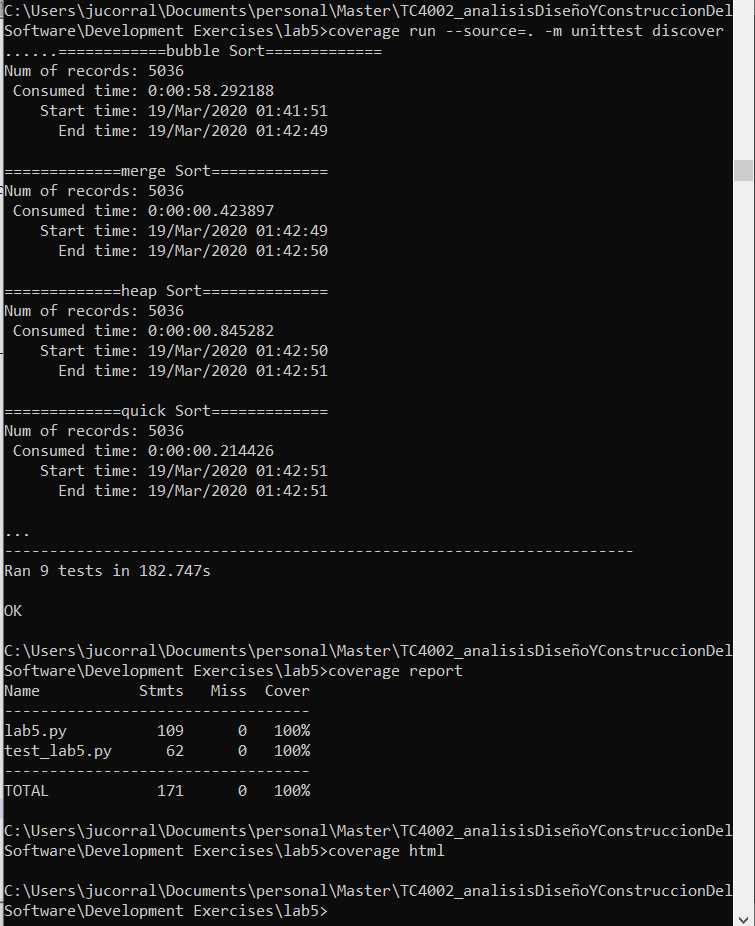 C:\Users\jucorral\Documents\personal\Master\TC4002_analisisDiseñoYConstruccionDel
Software\Development Exercises\lab5>coverage run --source=. -m unittest discover
......============bubble Sort=============
Num of records: 5036
 Consumed time: 0:00:58.292188
    Start time: 19/Mar/2020 01:41:51
      End time: 19/Mar/2020 01:42:49

=============merge Sort=============
Num of records: 5036
 Consumed time: 0:00:00.423897
    Start time: 19/Mar/2020 01:42:49
      End time: 19/Mar/2020 01:42:50

=============heap Sort==============
Num of records: 5036
 Consumed time: 0:00:00.845282
    Start time: 19/Mar/2020 01:42:50
      End time: 19/Mar/2020 01:42:51

=============quick Sort=============
Num of records: 5036
 Consumed time: 0:00:00.214426
    Start time: 19/Mar/2020 01:42:51
      End time: 19/Mar/2020 01:42:51

...
----------------------------------------------------------------------
Ran 9 tests in 182.747s

OK

C:\Users\jucorral\Documents\personal\Master\TC4002_analisisDiseñoYConstruccionDel
Software\Development Exercises\lab5>coverage report
Name           Stmts   Miss  Cover
----------------------------------
lab5.py          109      0   100%
test_lab5.py      62      0   100%
----------------------------------
TOTAL            171      0   100%

C:\Users\jucorral\Documents\personal\Master\TC4002_analisisDiseñoYConstruccionDel
Software\Development Exercises\lab5>coverage html

C:\Users\jucorral\Documents\personal\Master\TC4002_analisisDiseñoYConstruccionDel
Software\Development Exercises\lab5>